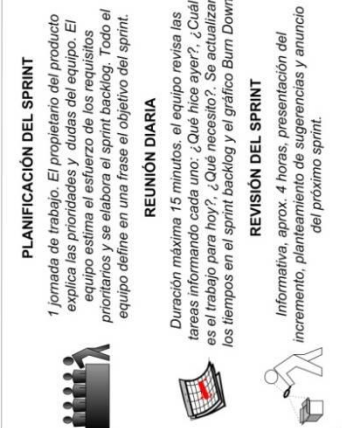 PLANIFICACIÓN DEL SPRINT
1 jornada de trabajo. El propietario del producto
explica las prioridades y dudas del equipo. El
equipo estima el esfuerzo de los requisitos
prioritarios y se elabora el sprint backlog. Todo el
equipo define en una frase el objetivo del sprint.
REUNIÓN DIARIA
Duración máxima 15 minutos. el equipo revisa las
tareas informando cada uno: ¿Qué hice ayer?, ¿Cuál
es el trabajo para hoy?, ¿Qué necesito?. Se actualizan
los tiempos en el sprint backlog y el gráfico Burn Down
REVISIÓN DEL SPRINT
Informativa, aprox. 4 horas, presentación del
incremento, planteamiento de sugerencias y anuncio
del próximo sprint.